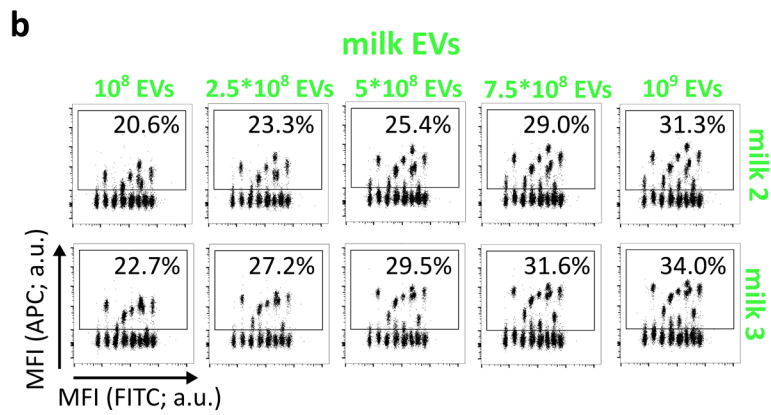 b
milk EVs
10⁸ EVs 2.5*10⁸ EVs 5*10⁸ EVs 7.5*10⁸ EVs 10⁹ EVs
20.6% 23.3% 25.4% 29.0% 31.3%
milk 2
22.7% 27.2% 29.5% 31.6% 34.0%
milk 3
MFI (APC; a.u.)
MFI (FITC; a.u.)